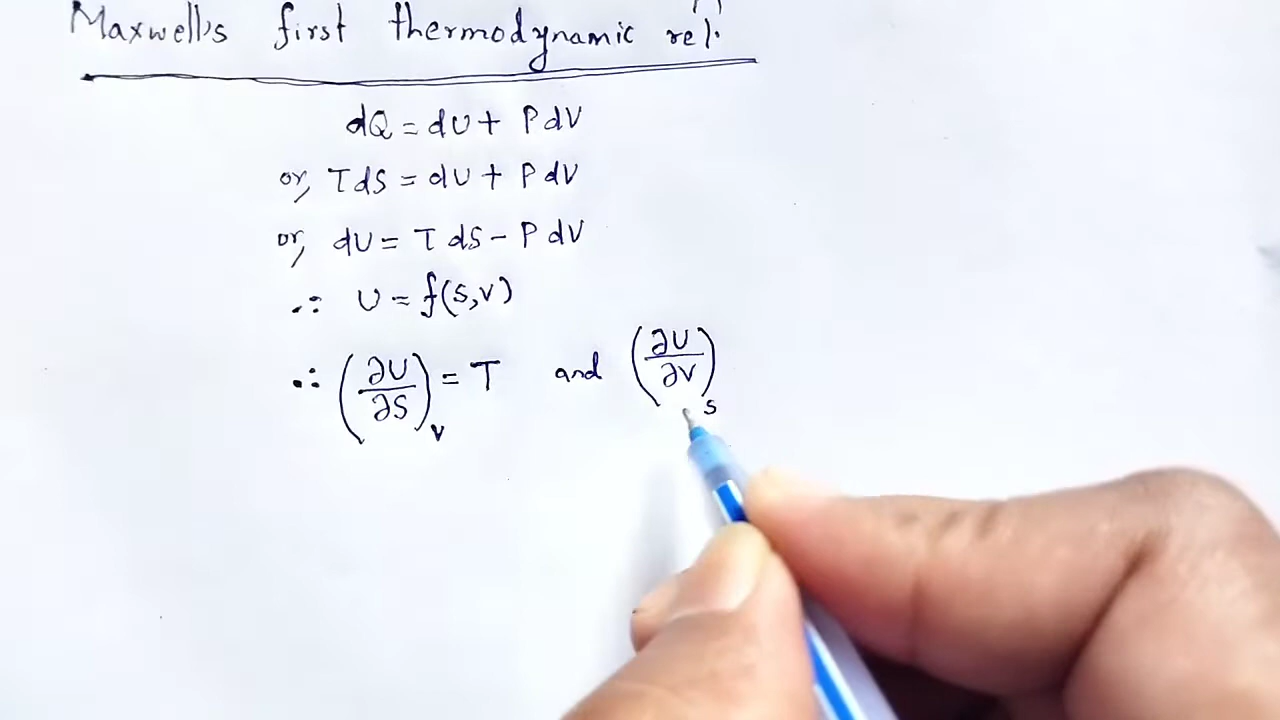 Maxwell's first thermodynamic rel.
dQ = dU + PdV
or, TdS = dU + PdV
or, dU = TdS - PdV
∴ U = f(S,V)
∴ (∂U/∂S)_V = T and (∂U/∂V)_S